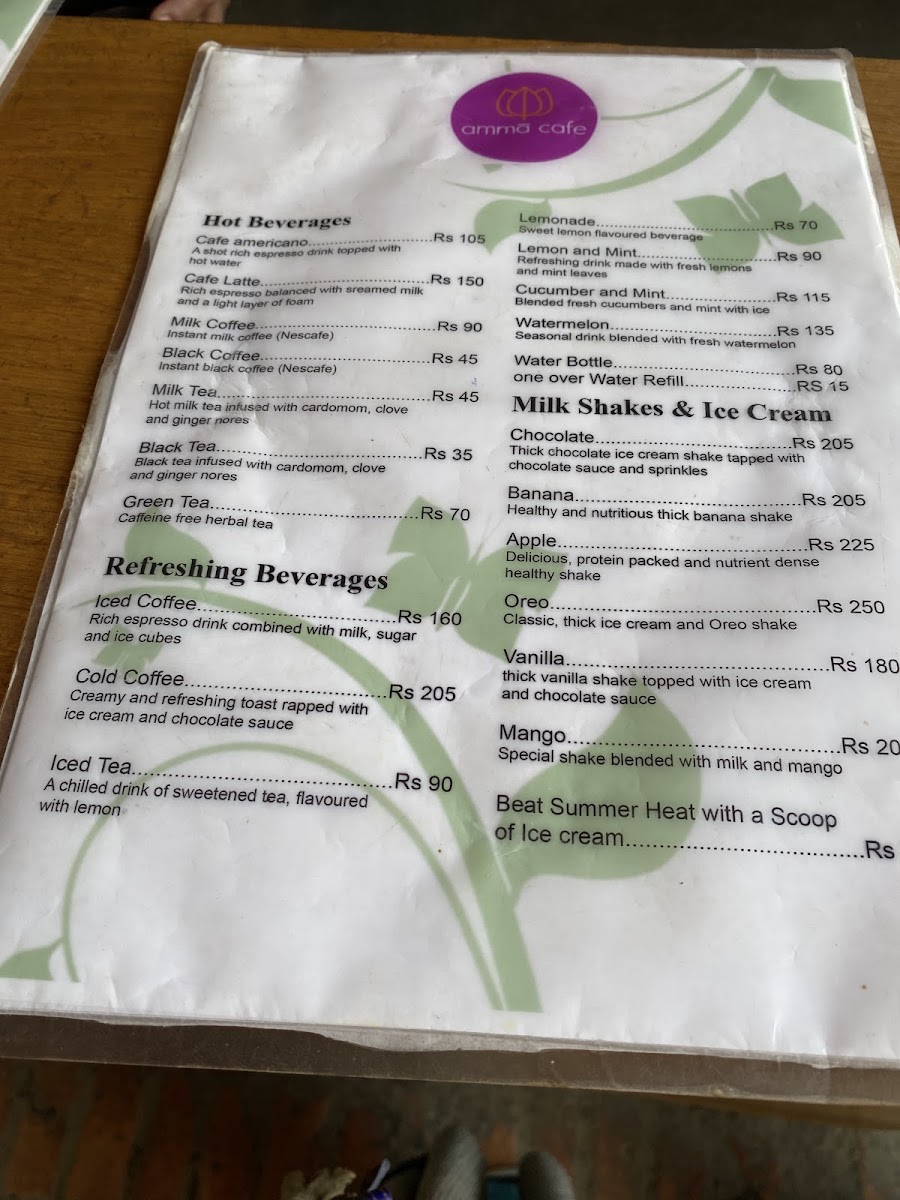 ammā cafe
Hot Beverages
Cafe americano..............................Rs 105
A shot rich espresso drink topped with
hot water
Cafe Latte..............................Rs 150
Rich espresso balanced with sreamed milk
and a light layer of foam
Milk Coffee..............................Rs 90
Instant milk coffee (Nescafe)
Black Coffee..............................Rs 45
Instant black coffee (Nescafe)
Milk Tea..............................Rs 45
Hot milk tea infused with cardomom, clove
and ginger nores
Black Tea..............................Rs 35
Black tea infused with cardomom, clove
and ginger nores
Green Tea..............................Rs 70
Caffeine free herbal tea
Refreshing Beverages
Iced Coffee..............................Rs 160
Rich espresso drink combined with milk, sugar
and ice cubes
Cold Coffee..............................Rs 205
Creamy and refreshing toast rapped with
ice cream and chocolate sauce
Iced Tea..............................Rs 90
A chilled drink of sweetened tea, flavoured
with lemon
Lemonade..............................Rs 70
Sweet lemon flavoured beverage
Lemon and Mint..............................Rs 90
Refreshing drink made with fresh lemons
and mint leaves
Cucumber and Mint..............................Rs 115
Blended fresh cucumbers and mint with ice
Watermelon..............................Rs 135
Seasonal drink blended with fresh watermelon
Water Bottle..............................Rs 80
one over Water Refill..............................RS 15
Milk Shakes & Ice Cream
Chocolate..............................Rs 205
Thick chocolate ice cream shake tapped with
chocolate sauce and sprinkles
Banana..............................Rs 205
Healthy and nutritious thick banana shake
Apple..............................Rs 225
Delicious, protein packed and nutrient dense
healthy shake
Oreo..............................Rs 250
Classic, thick ice cream and Oreo shake
Vanilla..............................Rs 180
thick vanilla shake topped with ice cream
and chocolate sauce
Mango..............................Rs 20
Special shake blended with milk and mango
Beat Summer Heat with a Scoop
of Ice cream..............................Rs